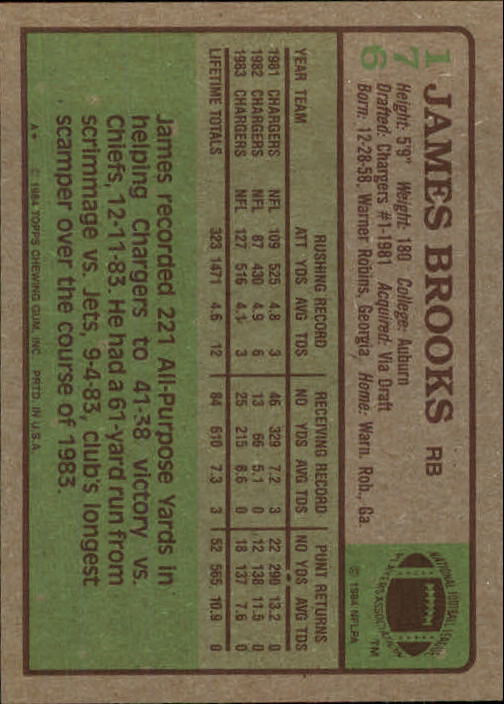 176
JAMES BROOKS RB
Height: 5'9" Weight: 180 College: Auburn
Drafted: Chargers #1-1981 Acquired: Via Draft
Born: 12-28-58, Warner Robins, Georgia Home: Warn. Rob., Ga.
NATIONAL FOOTBALL LEAGUE
PLAYERS ASSOCIATION
TM
© 1984 NFLPA
RUSHING RECORD RECEIVING RECORD PUNT RETURNS
YEAR TEAM ATT YDS AVG TDS NO YDS AVG TDS NO YDS AVG TDS
1981 CHARGERS NFL 109 525 4.8 3 46 329 7.2 3 22 290 13.2 0
1982 CHARGERS NFL 87 430 4.9 6 13 66 5.1 0 12 138 11.5 0
1983 CHARGERS NFL 127 516 4.1 3 25 215 8.6 0 18 137 7.6 0
LIFETIME TOTALS 323 1471 4.6 12 84 610 7.3 3 52 565 10.9 0
James recorded 221 All-Purpose Yards in
helping Chargers to 41-38 victory vs.
Chiefs, 12-11-83. He had a 61-yard run from
scrimmage vs. Jets, 9-4-83, club's longest
scamper over the course of 1983.
A* © 1984 TOPPS CHEWING GUM, INC. PRTD. IN U.S.A.